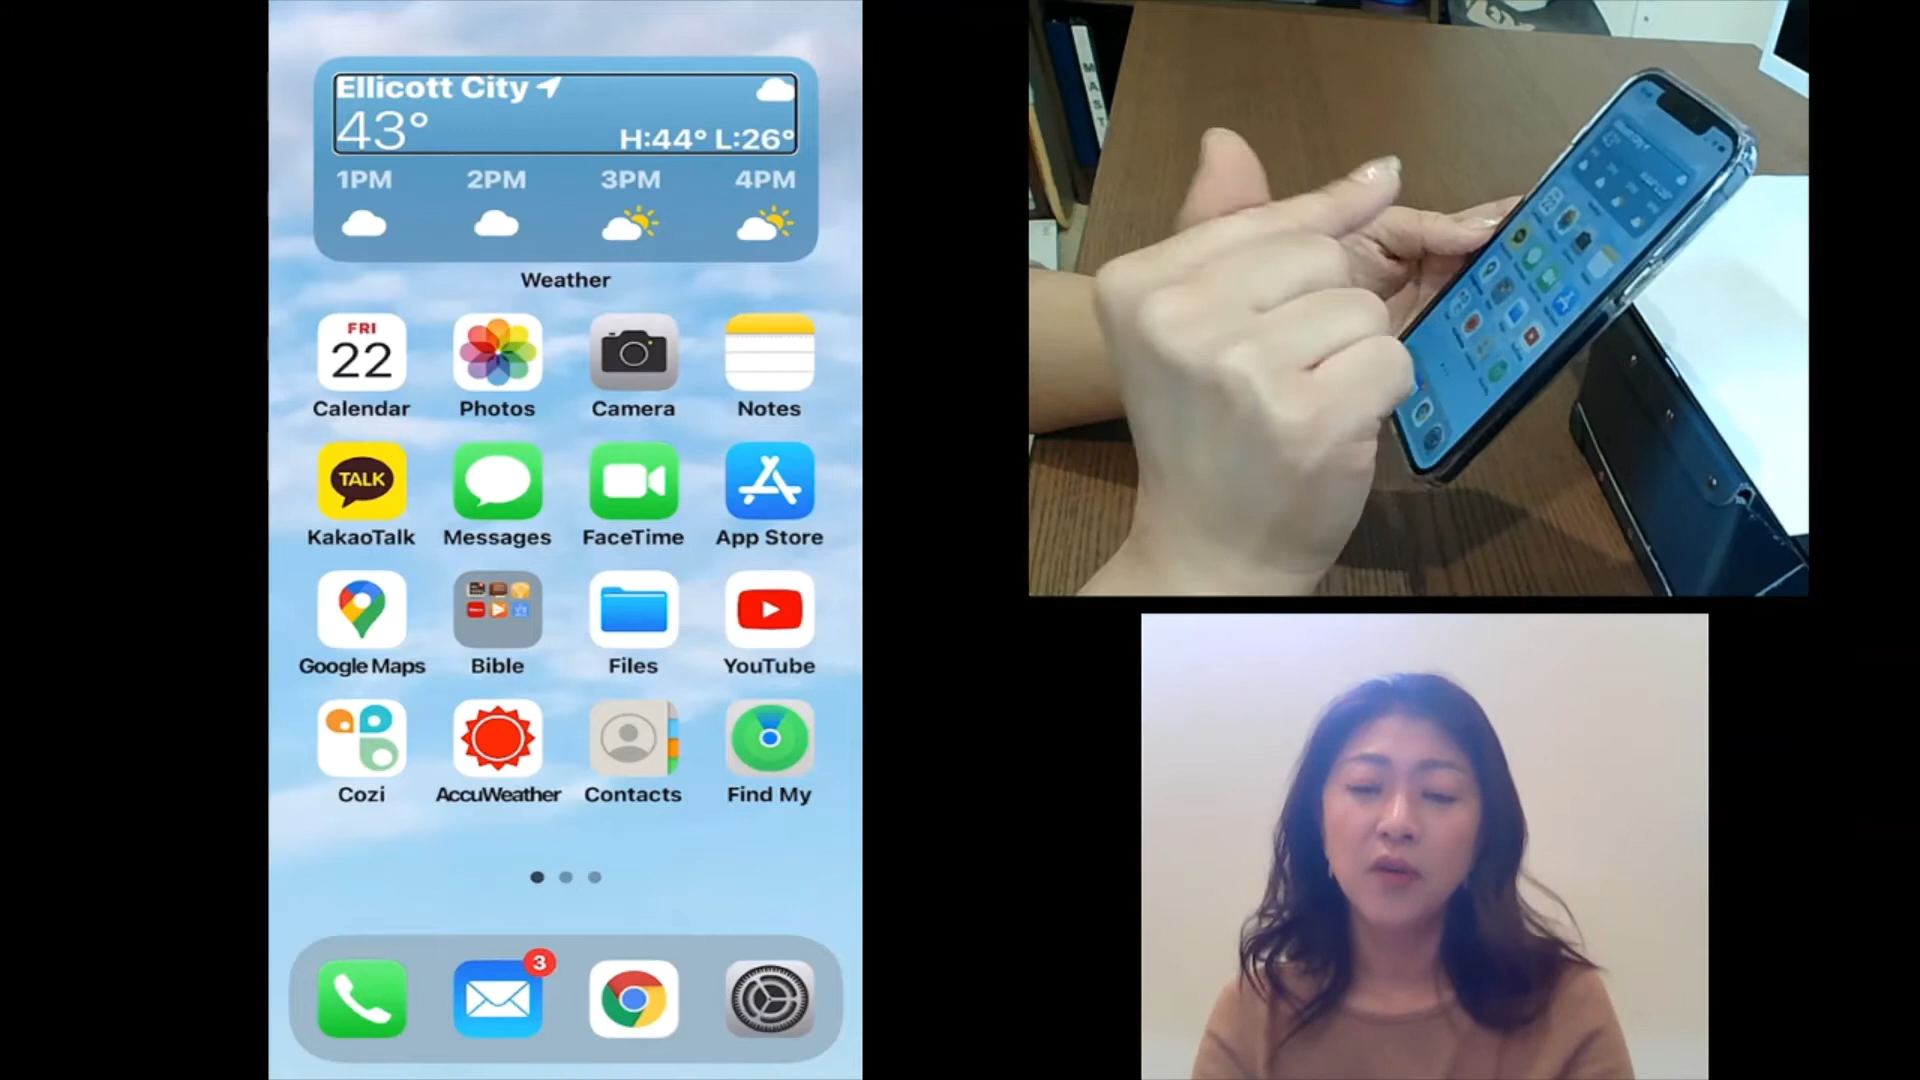 Ellicott City
43°
H:44° L:26°
1PM 2PM 3PM 4PM
Weather
FRI
22
Calendar Photos Camera Notes
TALK
KakaoTalk Messages FaceTime App Store
Google Maps Bible Files YouTube
Cozi AccuWeather Contacts Find My
3
MAST